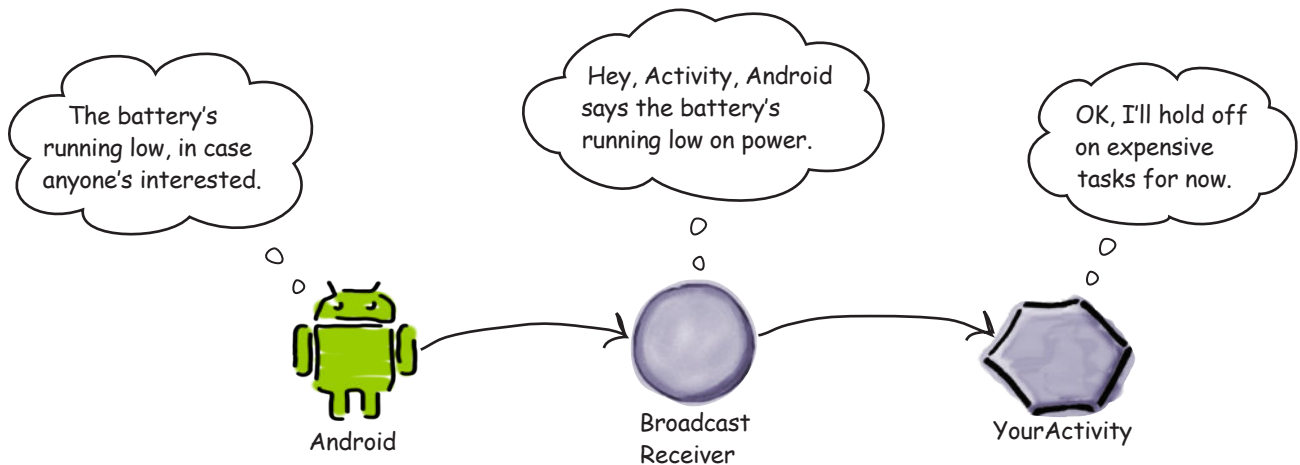 The battery's
running low, in case
anyone's interested.
Hey, Activity, Android
says the battery's
running low on power.
OK, I'll hold off
on expensive
tasks for now.
Android
Broadcast
Receiver
YourActivity